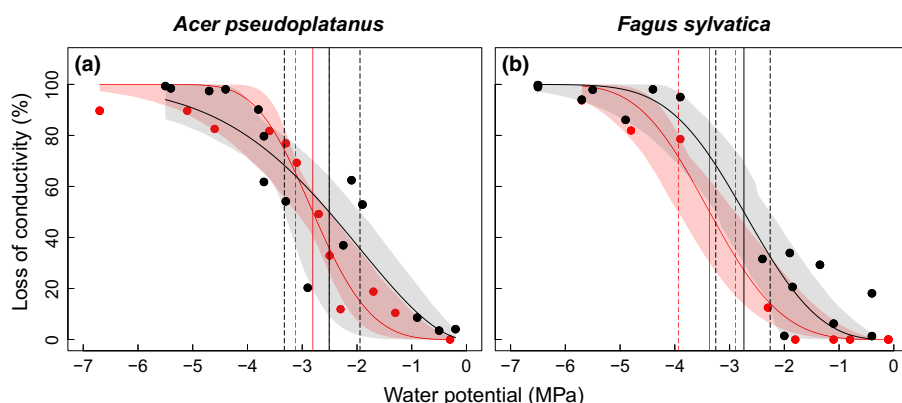 Acer pseudoplatanus Fagus sylvatica
(a) (b)
Loss of conductivity (%)
100
80
60
40
20
0
−7 −6 −5 −4 −3 −2 −1 0 −7 −6 −5 −4 −3 −2 −1 0
Water potential (MPa)